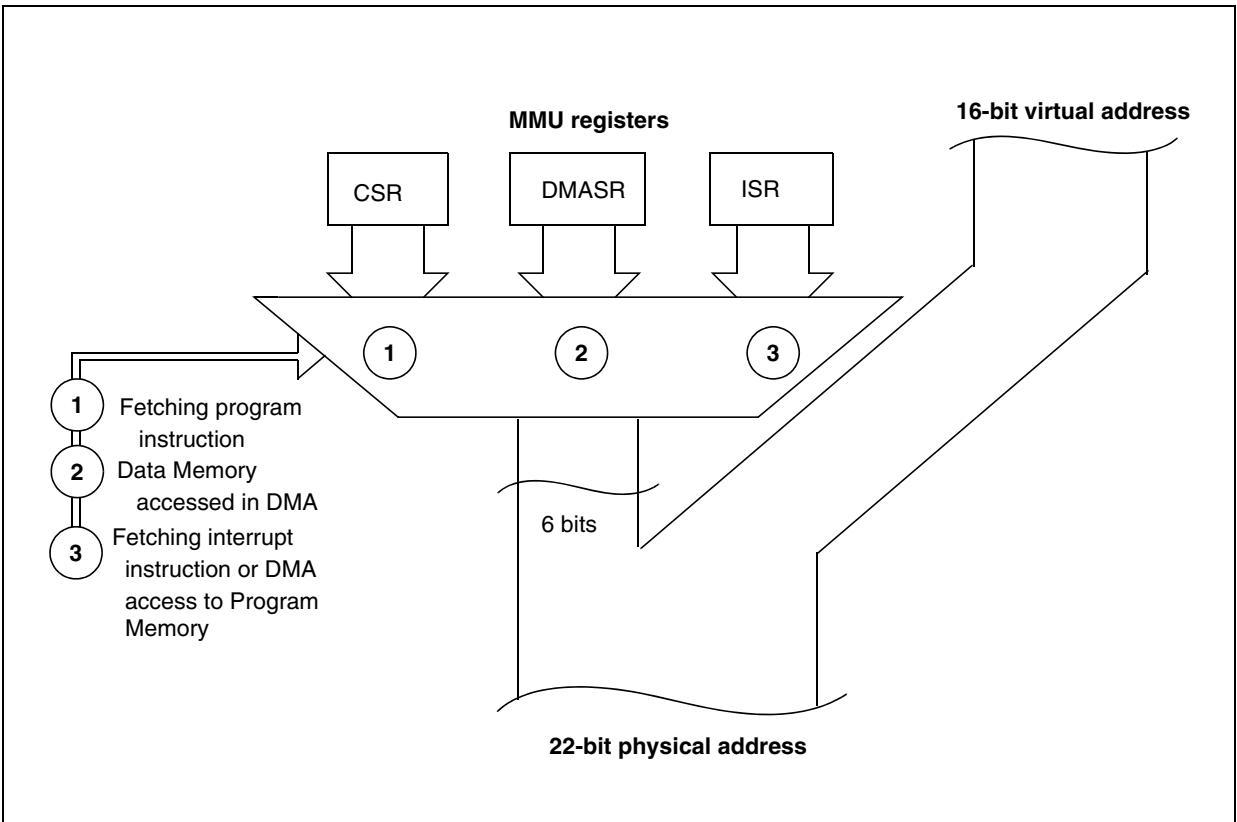 16-bit virtual address
MMU registers
CSR
DMASR
ISR
1
2
3
1
Fetching program
instruction
2
Data Memory
accessed in DMA
3
Fetching interrupt
instruction or DMA
access to Program
Memory
6 bits
22-bit physical address